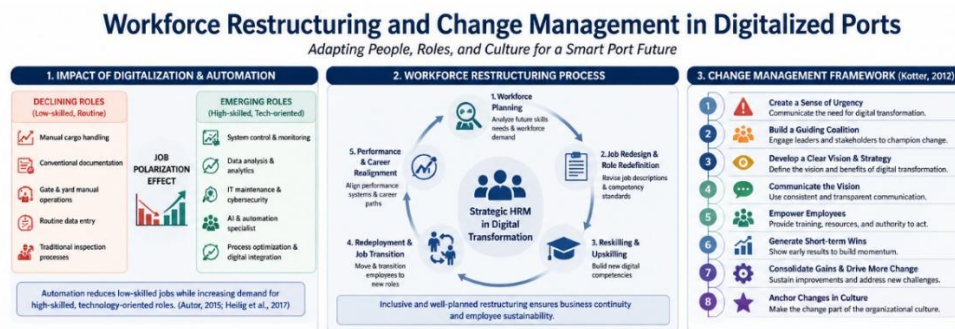 Workforce Restructuring and Change Management in Digitalized Ports
Adapting People, Roles, and Culture for a Smart Port Future
1. IMPACT OF DIGITALIZATION & AUTOMATION
DECLINING ROLES
(Low-skilled, Routine)
Manual cargo handling
Conventional documentation
Gate & yard manual
operations
Routine data entry
Traditional inspection
processes
JOB
POLARIZATION
EFFECT
EMERGING ROLES
(High-skilled, Tech-oriented)
System control & monitoring
Data analysis &
analytics
IT maintenance &
cybersecurity
AI & automation
specialist
Process optimization &
digital integration
Automation reduces low-skilled jobs while increasing demand for
high-skilled, technology-oriented roles. (Autor, 2015; Heilig et al., 2017)
2. WORKFORCE RESTRUCTURING PROCESS
1. Workforce
Planning
Analyze future skills
needs & workforce
demand
2. Job Redesign &
Role Redefinition
Revise job descriptions
& competency
standards
3. Reskilling &
Upskilling
Build new digital
competencies
4. Redeployment &
Job Transition
Move & transition
employees to
new roles
5. Performance
& Career
Realignment
Align performance
systems & career
paths
Strategic HRM
in Digital
Transformation
Inclusive and well-planned restructuring ensures business continuity
and employee sustainability.
3. CHANGE MANAGEMENT FRAMEWORK (Kotter, 2012)
1
Create a Sense of Urgency
Communicate the need for digital transformation.
2
Build a Guiding Coalition
Engage leaders and stakeholders to champion change.
3
Develop a Clear Vision & Strategy
Define the vision and benefits of digital transformation.
4
Communicate the Vision
Use consistent and transparent communication.
5
Empower Employees
Provide training, resources, and authority to act.
6
Generate Short-term Wins
Show early results to build momentum.
7
Consolidate Gains & Drive More Change
Sustain improvements and address new challenges.
8
Anchor Changes in Culture
Make the change part of the organizational culture.